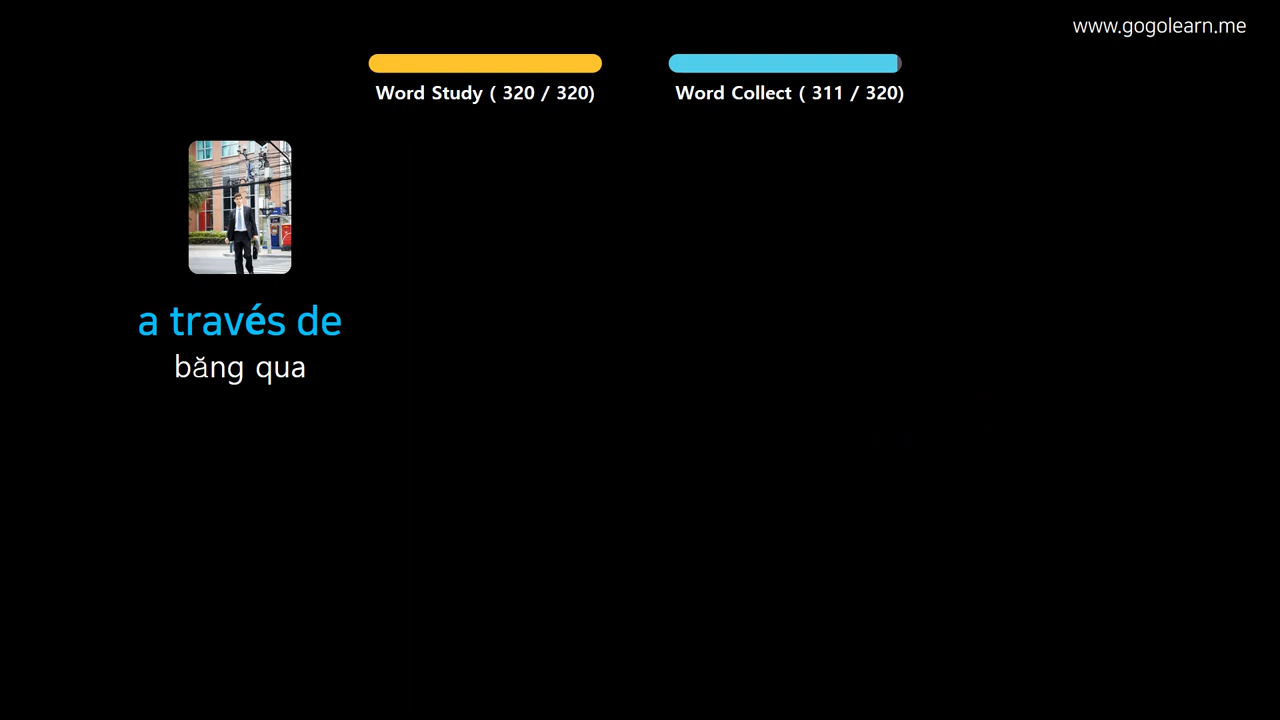 www.gogolearn.me
Word Study ( 320 / 320)
Word Collect ( 311 / 320)
a través de
băng qua